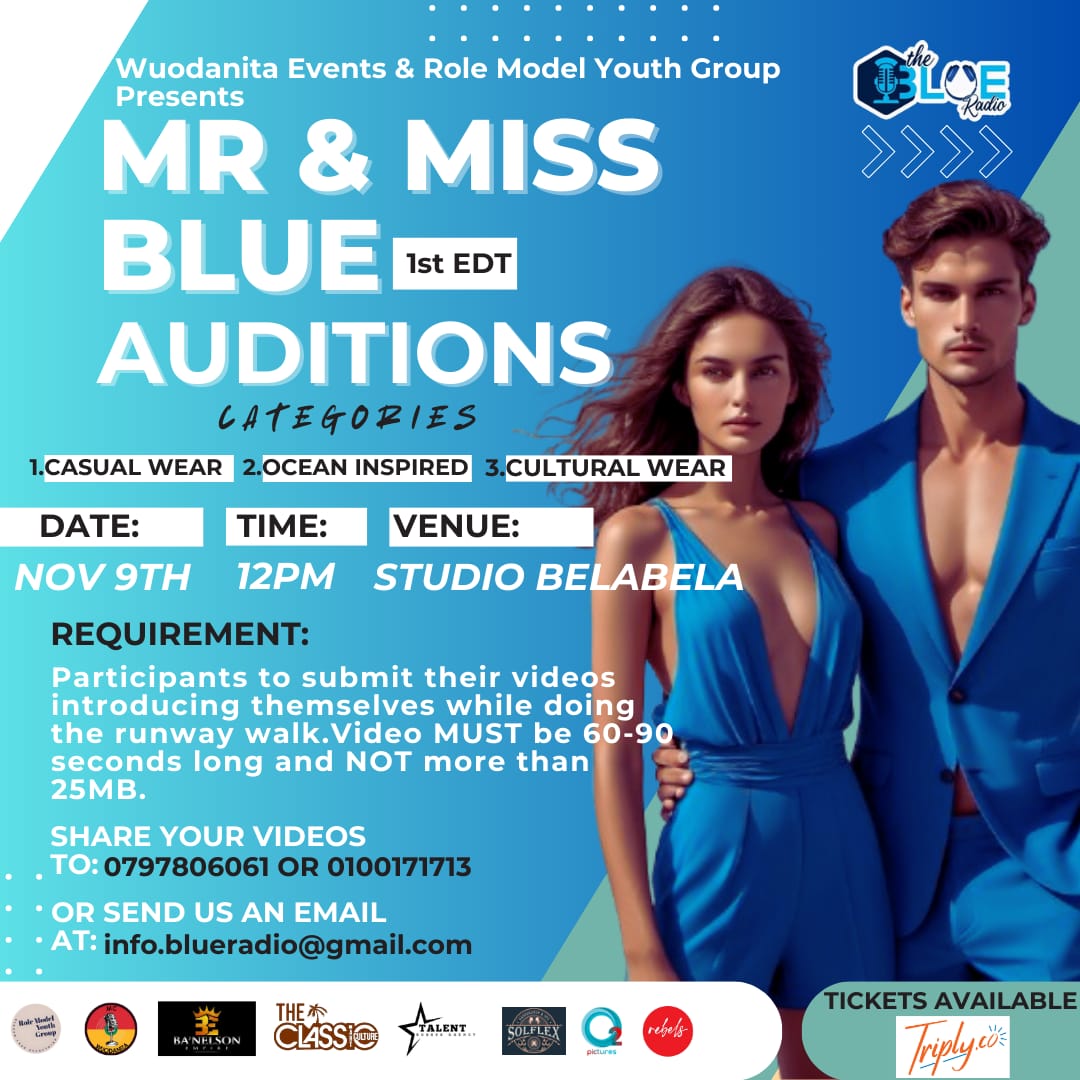 Wuodanita Events & Role Model Youth Group
Presents
the
BLUE
Radio
MR & MISS
BLUE
1st EDT
AUDITIONS
CATEGORIES
1.CASUAL WEAR 2.OCEAN INSPIRED 3.CULTURAL WEAR
DATE: TIME: VENUE:
NOV 9TH 12PM STUDIO BELABELA
REQUIREMENT:
Participants to submit their videos
introducing themselves while doing
the runway walk.Video MUST be 60-90
seconds long and NOT more than
25MB.
SHARE YOUR VIDEOS
TO: 0797806061 OR 0100171713
OR SEND US AN EMAIL
AT: info.blueradio@gmail.com
Role Model
Youth
Group
MC
BA'NELSON
EMPIRE
THE
CLASSIC
CULTURE
TALENT
SOLFLEX
O2
pictures
rebels
TICKETS AVAILABLE
Triply.co